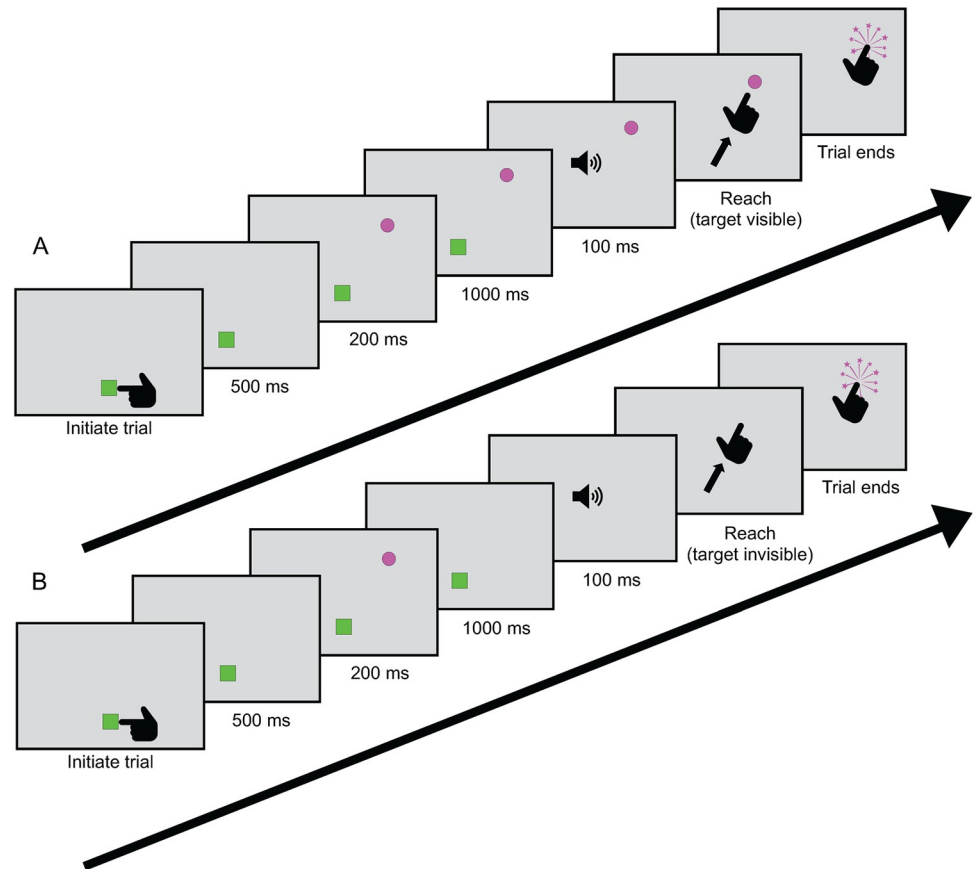 A
Initiate trial
500 ms
200 ms
1000 ms
100 ms
Reach
(target visible)
Trial ends
B
Initiate trial
500 ms
200 ms
1000 ms
100 ms
Reach
(target invisible)
Trial ends